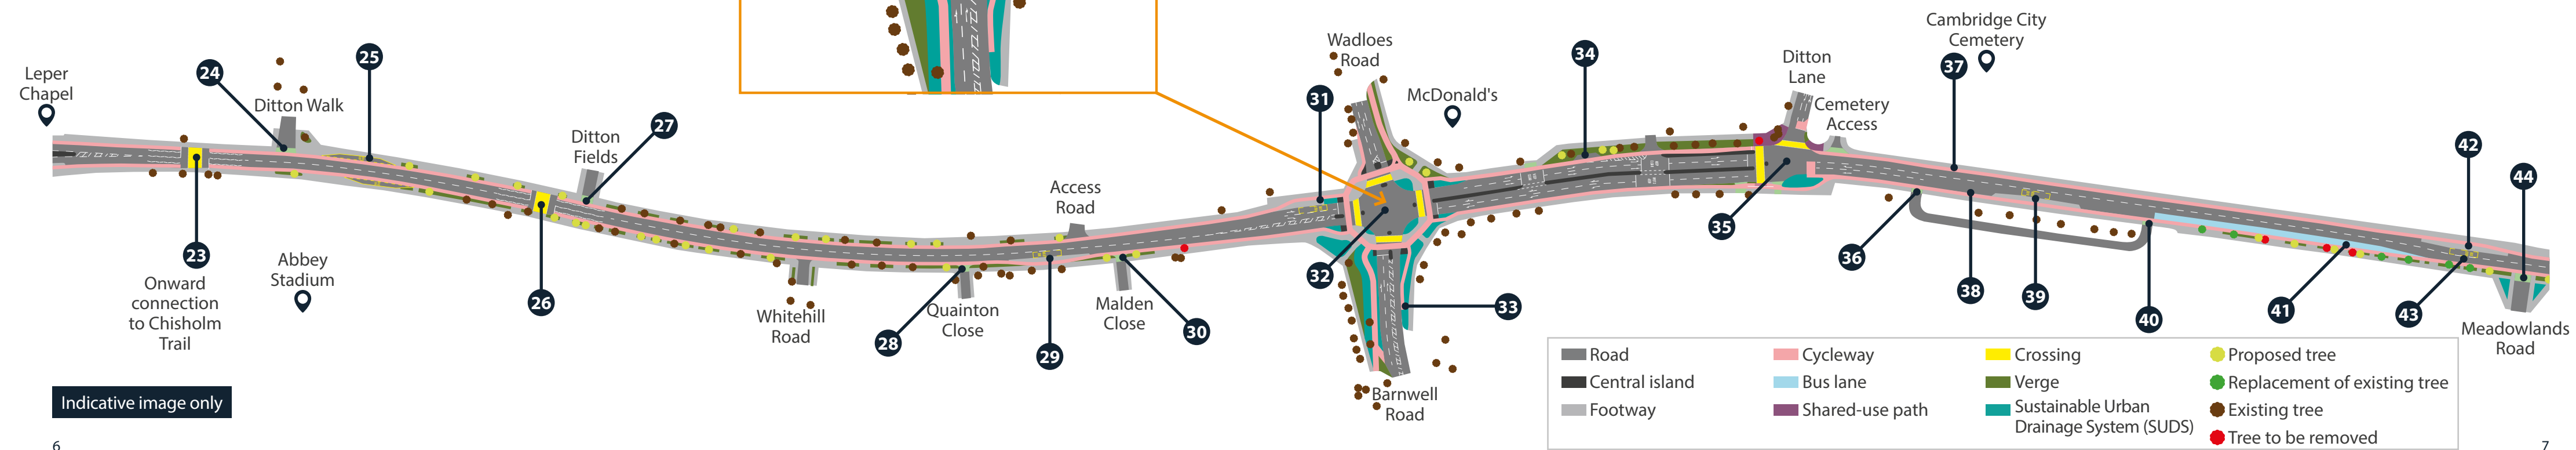 Leper
Chapel
24
Ditton Walk
25
23
Onward
connection
to Chisholm
Trail
Abbey
Stadium
Ditton
Fields
27
26
Whitehill
Road
28
Quainton
Close
Access
Road
29
Malden
Close
30
Wadloes
Road
31
McDonald's
32
33
Barnwell
Road
34
Ditton
Lane
Cemetery
Access
35
Cambridge City
Cemetery
37
36
38
39
40
41
42
43
44
Meadowlands
Road
Indicative image only
Road
Central island
Footway
Cycleway
Bus lane
Shared-use path
Crossing
Verge
Sustainable Urban
Drainage System (SUDS)
Proposed tree
Replacement of existing tree
Existing tree
Tree to be removed
6
7